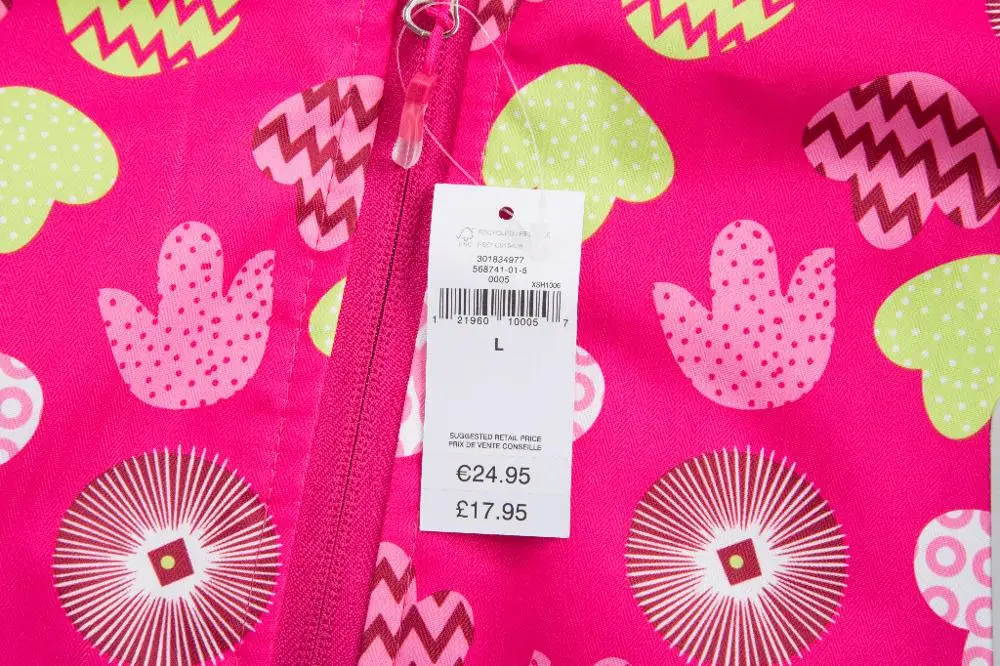 FSC
301834977
568741-01-5
0005
XSH1006
1 21960 10005 7
L
SUGGESTED RETAIL PRICE
PRIX DE VENTE CONSEILLE
€24.95
£17.95